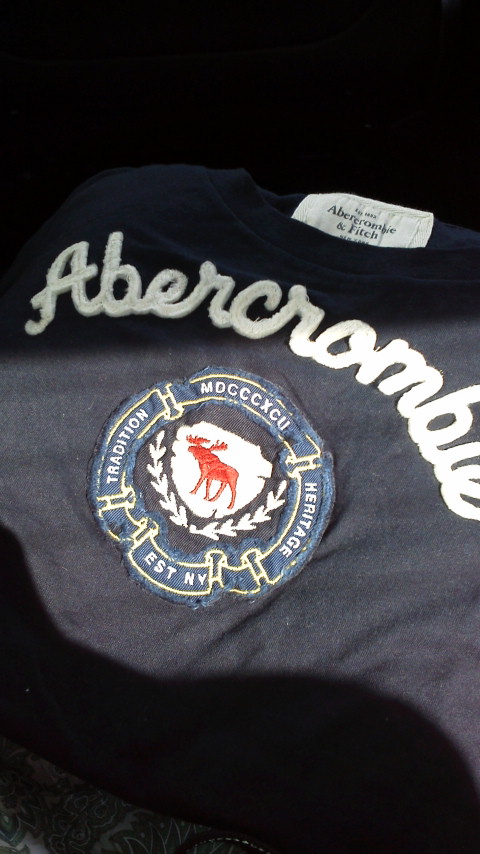 Abercrombie
& Fitch
Abercrombie
TRADITION
MDCCCXCII
HERITAGE
EST NY